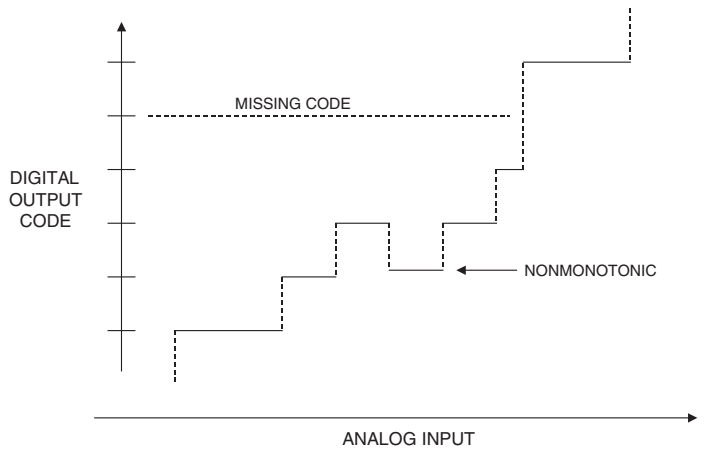 MISSING CODE
DIGITAL
OUTPUT
CODE
NONMONOTONIC
ANALOG INPUT